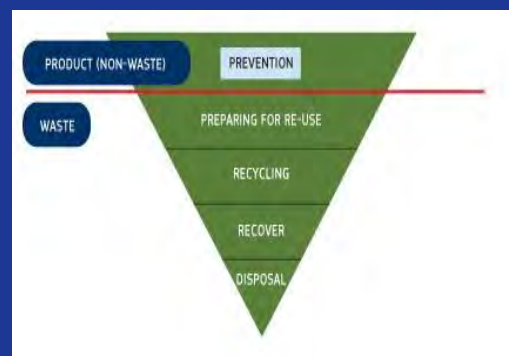 PRODUCT (NON-WASTE)
PREVENTION
WASTE
PREPARING FOR RE-USE
RECYCLING
RECOVER
DISPOSAL